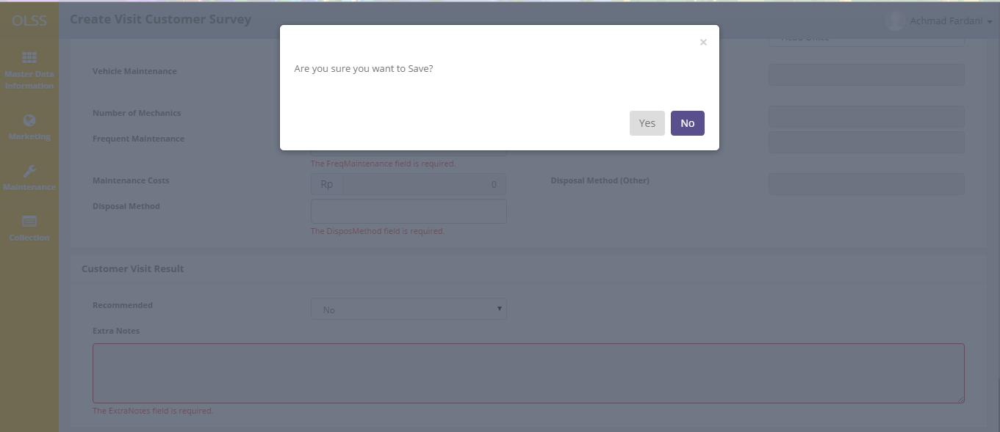 OLSS
Create Visit Customer Survey
Achmad Fardani
×
Are you sure you want to Save?
Yes
No
Master Data
Information
Marketing
Maintenance
Collection
Head Office
Vehicle Maintenance
Number of Mechanics
Frequent Maintenance
The FreqMaintenance field is required.
Maintenance Costs
Rp
0
Disposal Method (Other)
Disposal Method
The DisposMethod field is required.
Customer Visit Result
Recommended
No
Extra Notes
The ExtraNotes field is required.